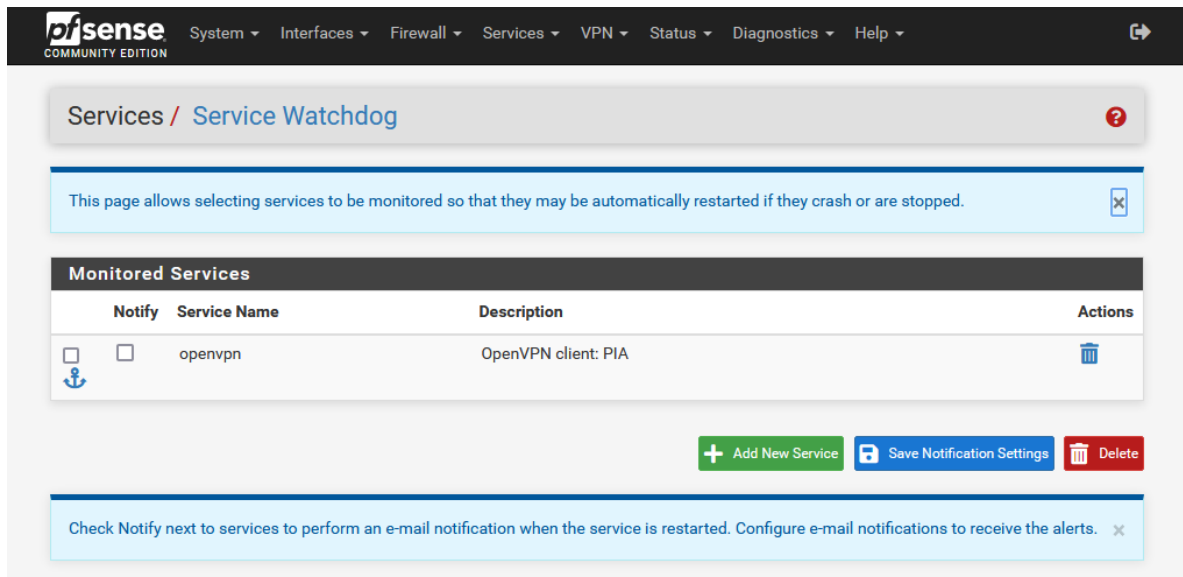 pfsense System Interfaces Firewall Services VPN Status Diagnostics Help
COMMUNITY EDITION
Services / Service Watchdog
This page allows selecting services to be monitored so that they may be automatically restarted if they crash or are stopped.
Monitored Services
Notify Service Name Description Actions
openvpn OpenVPN client: PIA
Add New Service Save Notification Settings Delete
Check Notify next to services to perform an e-mail notification when the service is restarted. Configure e-mail notifications to receive the alerts.